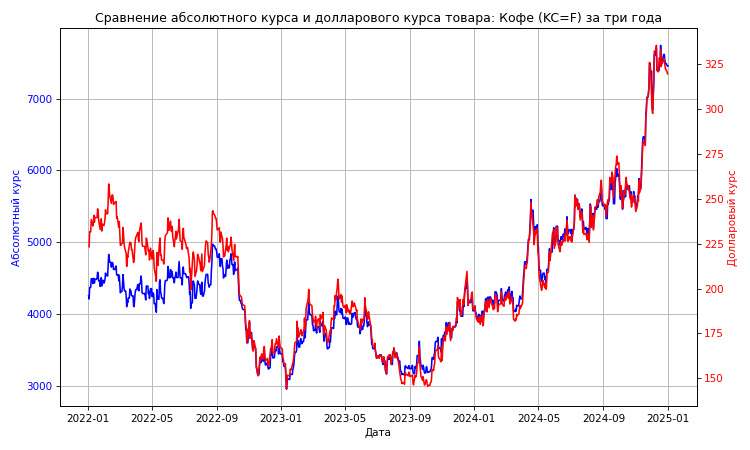 Сравнение абсолютного курса и долларового курса товара: Кофе (KC=F) за три года
Абсолютный курс
7000
6000
5000
4000
3000
325
300
275
250
225
200
175
150
Долларовый курс
2022-01 2022-05 2022-09 2023-01 2023-05 2023-09 2024-01 2024-05 2024-09 2025-01
Дата